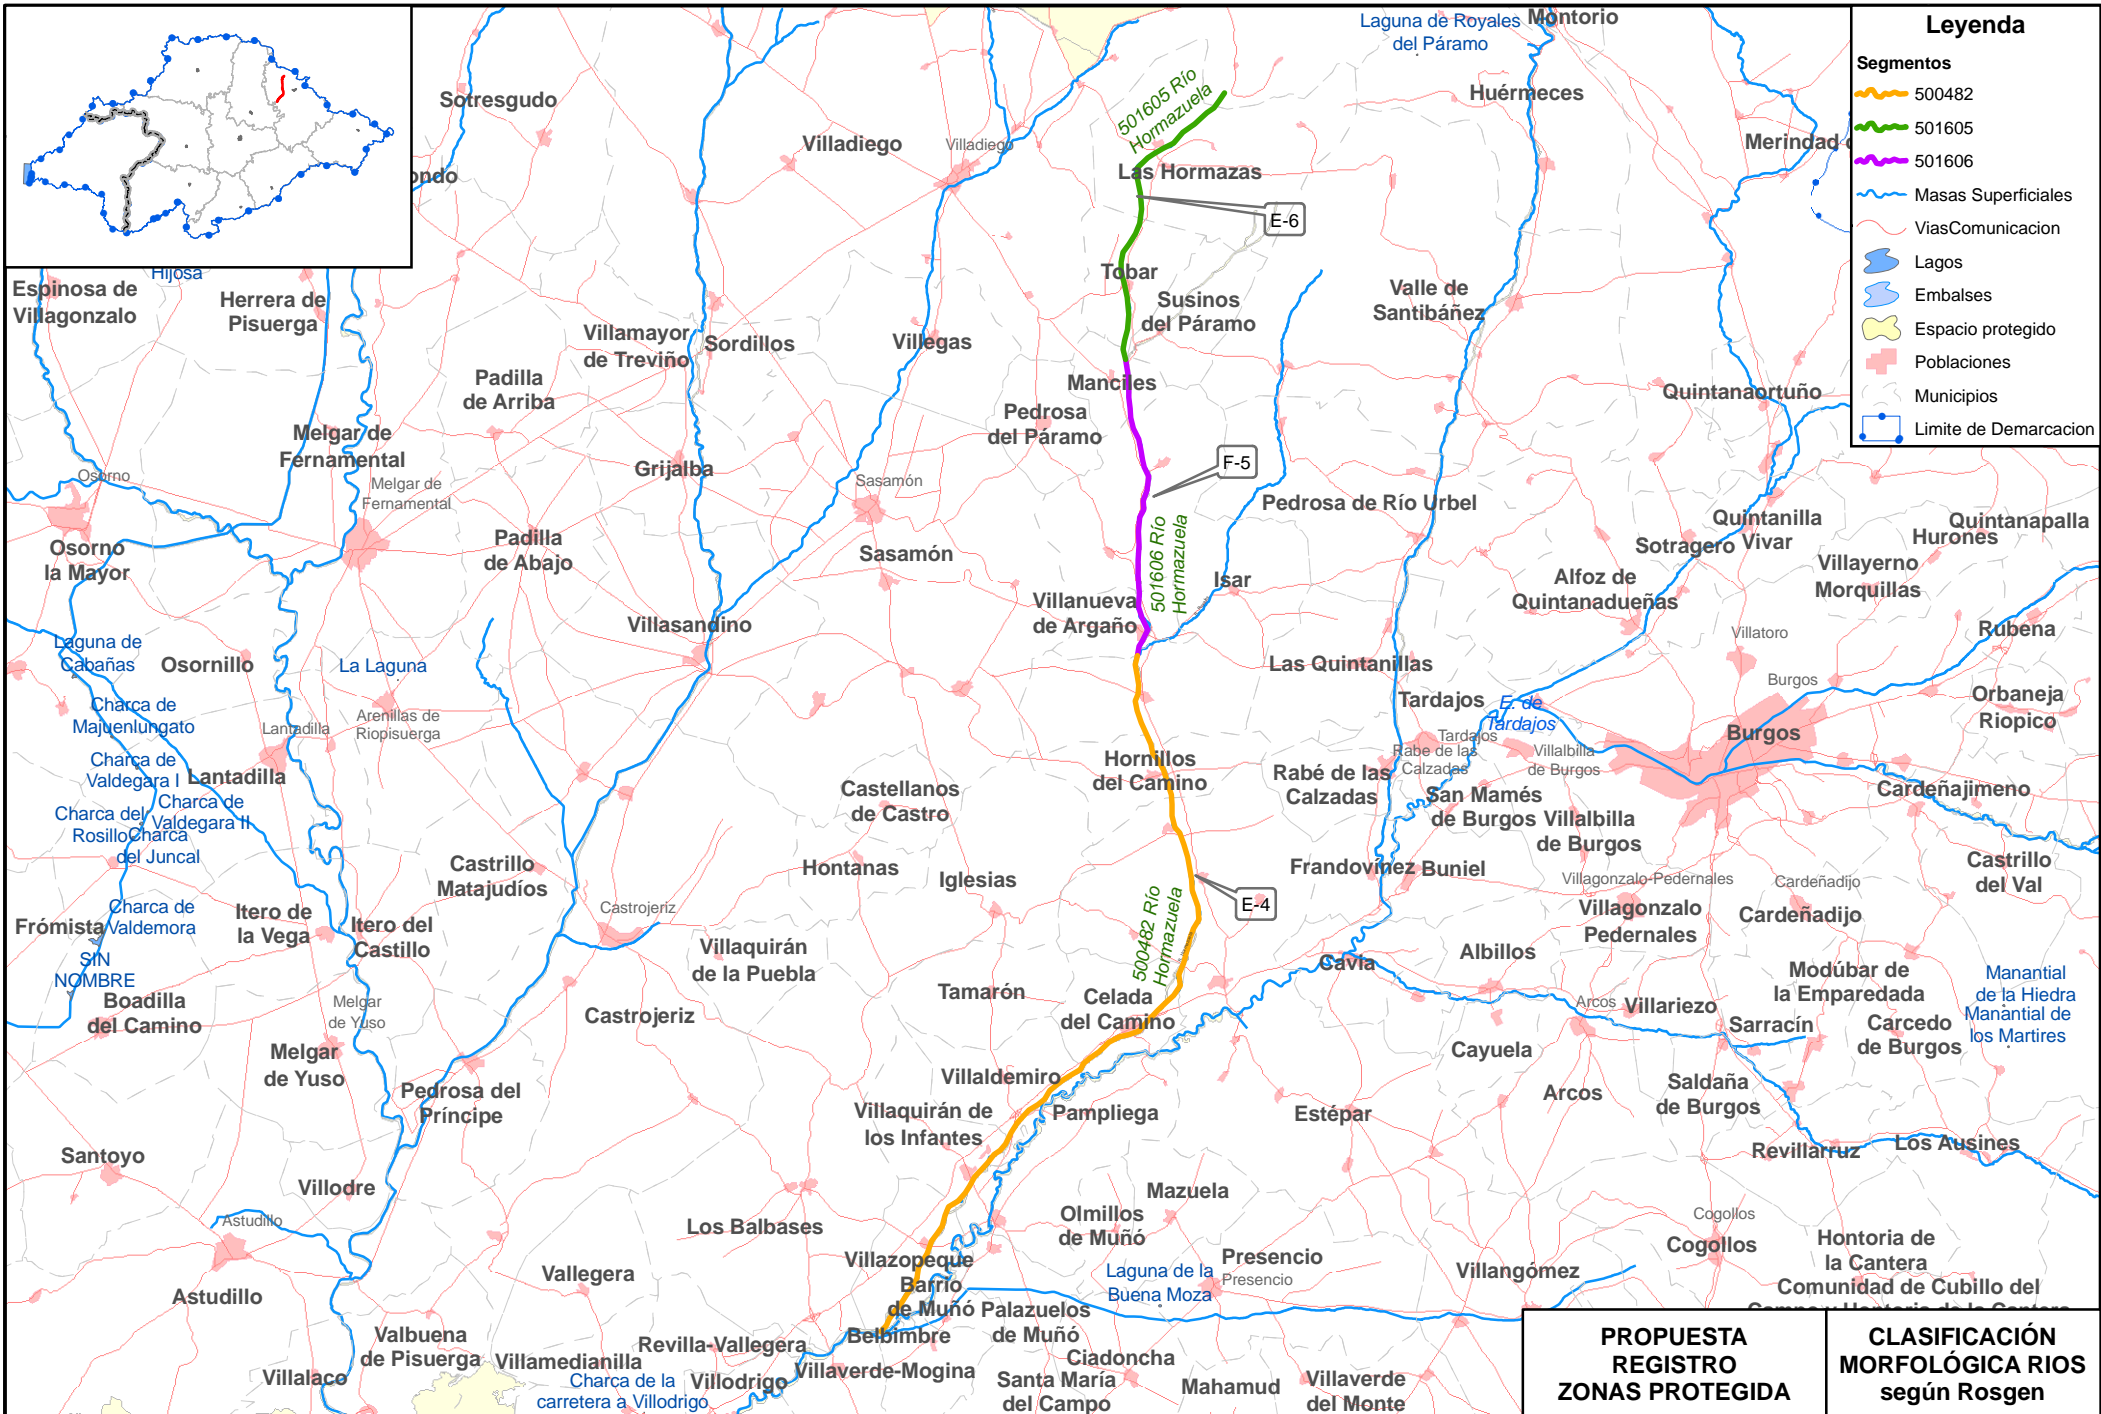 Leyenda
Segmentos
500482
501605
501606
Masas Superficiales
ViasComunicacion
Lagos
Embalses
Espacio protegido
Poblaciones
Municipios
Limite de Demarcacion
Laguna de Royales
del Páramo
Montorio
Sotresgudo
Villadiego
Villadiego
501605 Río
Hormazuela
Huérmeces
Merindad
ondo
Las Hormazas
E-6
Hijosa
Espinosa de
Villagonzalo
Herrera de
Pisuerga
Tobar
Susinos
del Páramo
Valle de
Santibáñez
Villamayor
de Treviño
Sordillos
Villegas
Padilla
de Arriba
Manciles
Pedrosa
del Páramo
Quintanaortuño
Melgar de
Fernamental
Osorno
Melgar de
Fernamental
Grijalba
Sasamón
F-5
Pedrosa de Río Urbel
Quintanilla
Vivar
Quintanapalla
Hurones
Osorno
la Mayor
Padilla
de Abajo
Sasamón
501606 Río
Hormazuela
Sotragero
Villayerno
Morquillas
Isar
Alfoz de
Quintanadueñas
Villanueva
de Argaño
Villasandino
Villatoro
Rubena
Laguna de
Cabañas
Osornillo
La Laguna
Las Quintanillas
Burgos
Orbaneja
Riopico
Charca de
Majuenlungato
Arenillas de
Riopisuerga
Lantadilla
Tardajos
E. de
Tardajos
Tardajos
Rabe de las
Calzadas
Villalbilla
de Burgos
Burgos
Charca de
Valdegara I
Lantadilla
Hornillos
del Camino
Rabé de las
Calzadas
San Mamés
de Burgos
Villalbilla
de Burgos
Cardeñajimeno
Charca de
Valdegara II
Charca del
Rosillo
Charca
del Juncal
Castellanos
de Castro
Castrillo
Matajudíos
Hontanas
Iglesias
Frandovínez
Buniel
Villagonzalo-Pedernales
Cardeñadijo
Castrillo
del Val
Frómista
Charca de
Valdemora
Itero de
la Vega
Itero del
Castillo
Castrojeriz
E-4
500482 Río
Hormazuela
Villagonzalo
Pedernales
Cardeñadijo
SIN
NOMBRE
Villaquirán
de la Puebla
Cavia
Albillos
Modúbar de
la Emparedada
Manantial
de la Hiedra
Manantial de
los Martires
Boadilla
del Camino
Melgar
de Yuso
Castrojeriz
Tamarón
Celada
del Camino
Arcos
Villariezo
Sarracín
Carcedo
de Burgos
Melgar
de Yuso
Cayuela
Villaldemiro
Pedrosa del
Príncipe
Villaquirán de
los Infantes
Pampliega
Estépar
Arcos
Saldaña
de Burgos
Santoyo
Revillarruz
Los Ausines
Villodre
Mazuela
Astudillo
Los Balbases
Olmillos
de Muñó
Cogollos
Cogollos
Hontoria de
la Cantera
Villazopeque
Presencio
Presencio
Vallegera
Barrio
de Muñó
Laguna de la
Buena Moza
Villangómez
Comunidad de Cubillo del
Astudillo
Palazuelos
de Muñó
Valbuena
de Pisuerga
Revilla-Vallegera
Belbimbre
Ciadoncha
Villamedianilla
Villaverde-Mogina
Villalaco
Charca de la
carretera a Villodrigo
Villodrigo
Santa María
del Campo
Mahamud
Villaverde
del Monte
PROPUESTA
REGISTRO
ZONAS PROTEGIDA
CLASIFICACIÓN
MORFOLÓGICA RIOS
según Rosgen